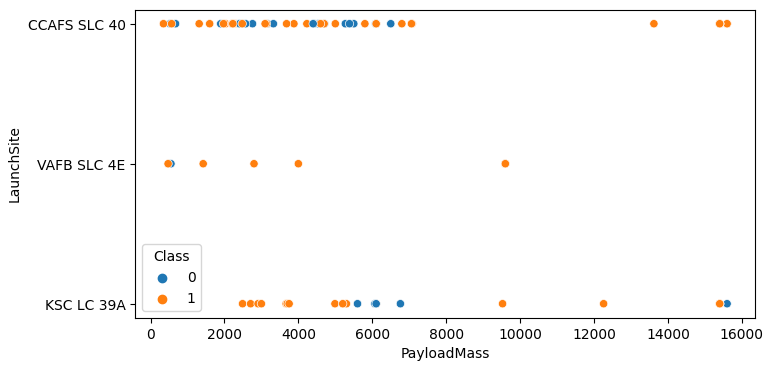 CCAFS SLC 40
VAFB SLC 4E
KSC LC 39A
LaunchSite
Class
0
1
0 2000 4000 6000 8000 10000 12000 14000 16000
PayloadMass